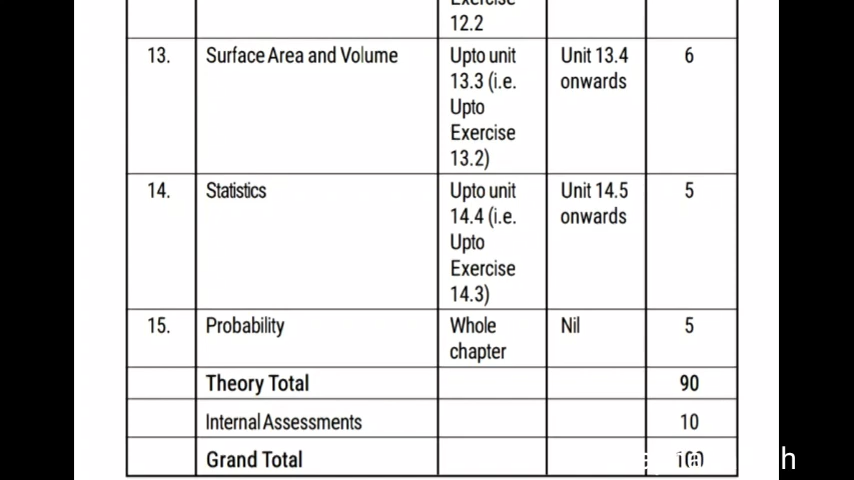 12.2
13. Surface Area and Volume Upto unit Unit 13.4 6
13.3 (i.e. onwards
Upto
Exercise
13.2)
14. Statistics Upto unit Unit 14.5 5
14.4 (i.e. onwards
Upto
Exercise
14.3)
15. Probability Whole Nil 5
chapter
Theory Total 90
Internal Assessments 10
Grand Total 100